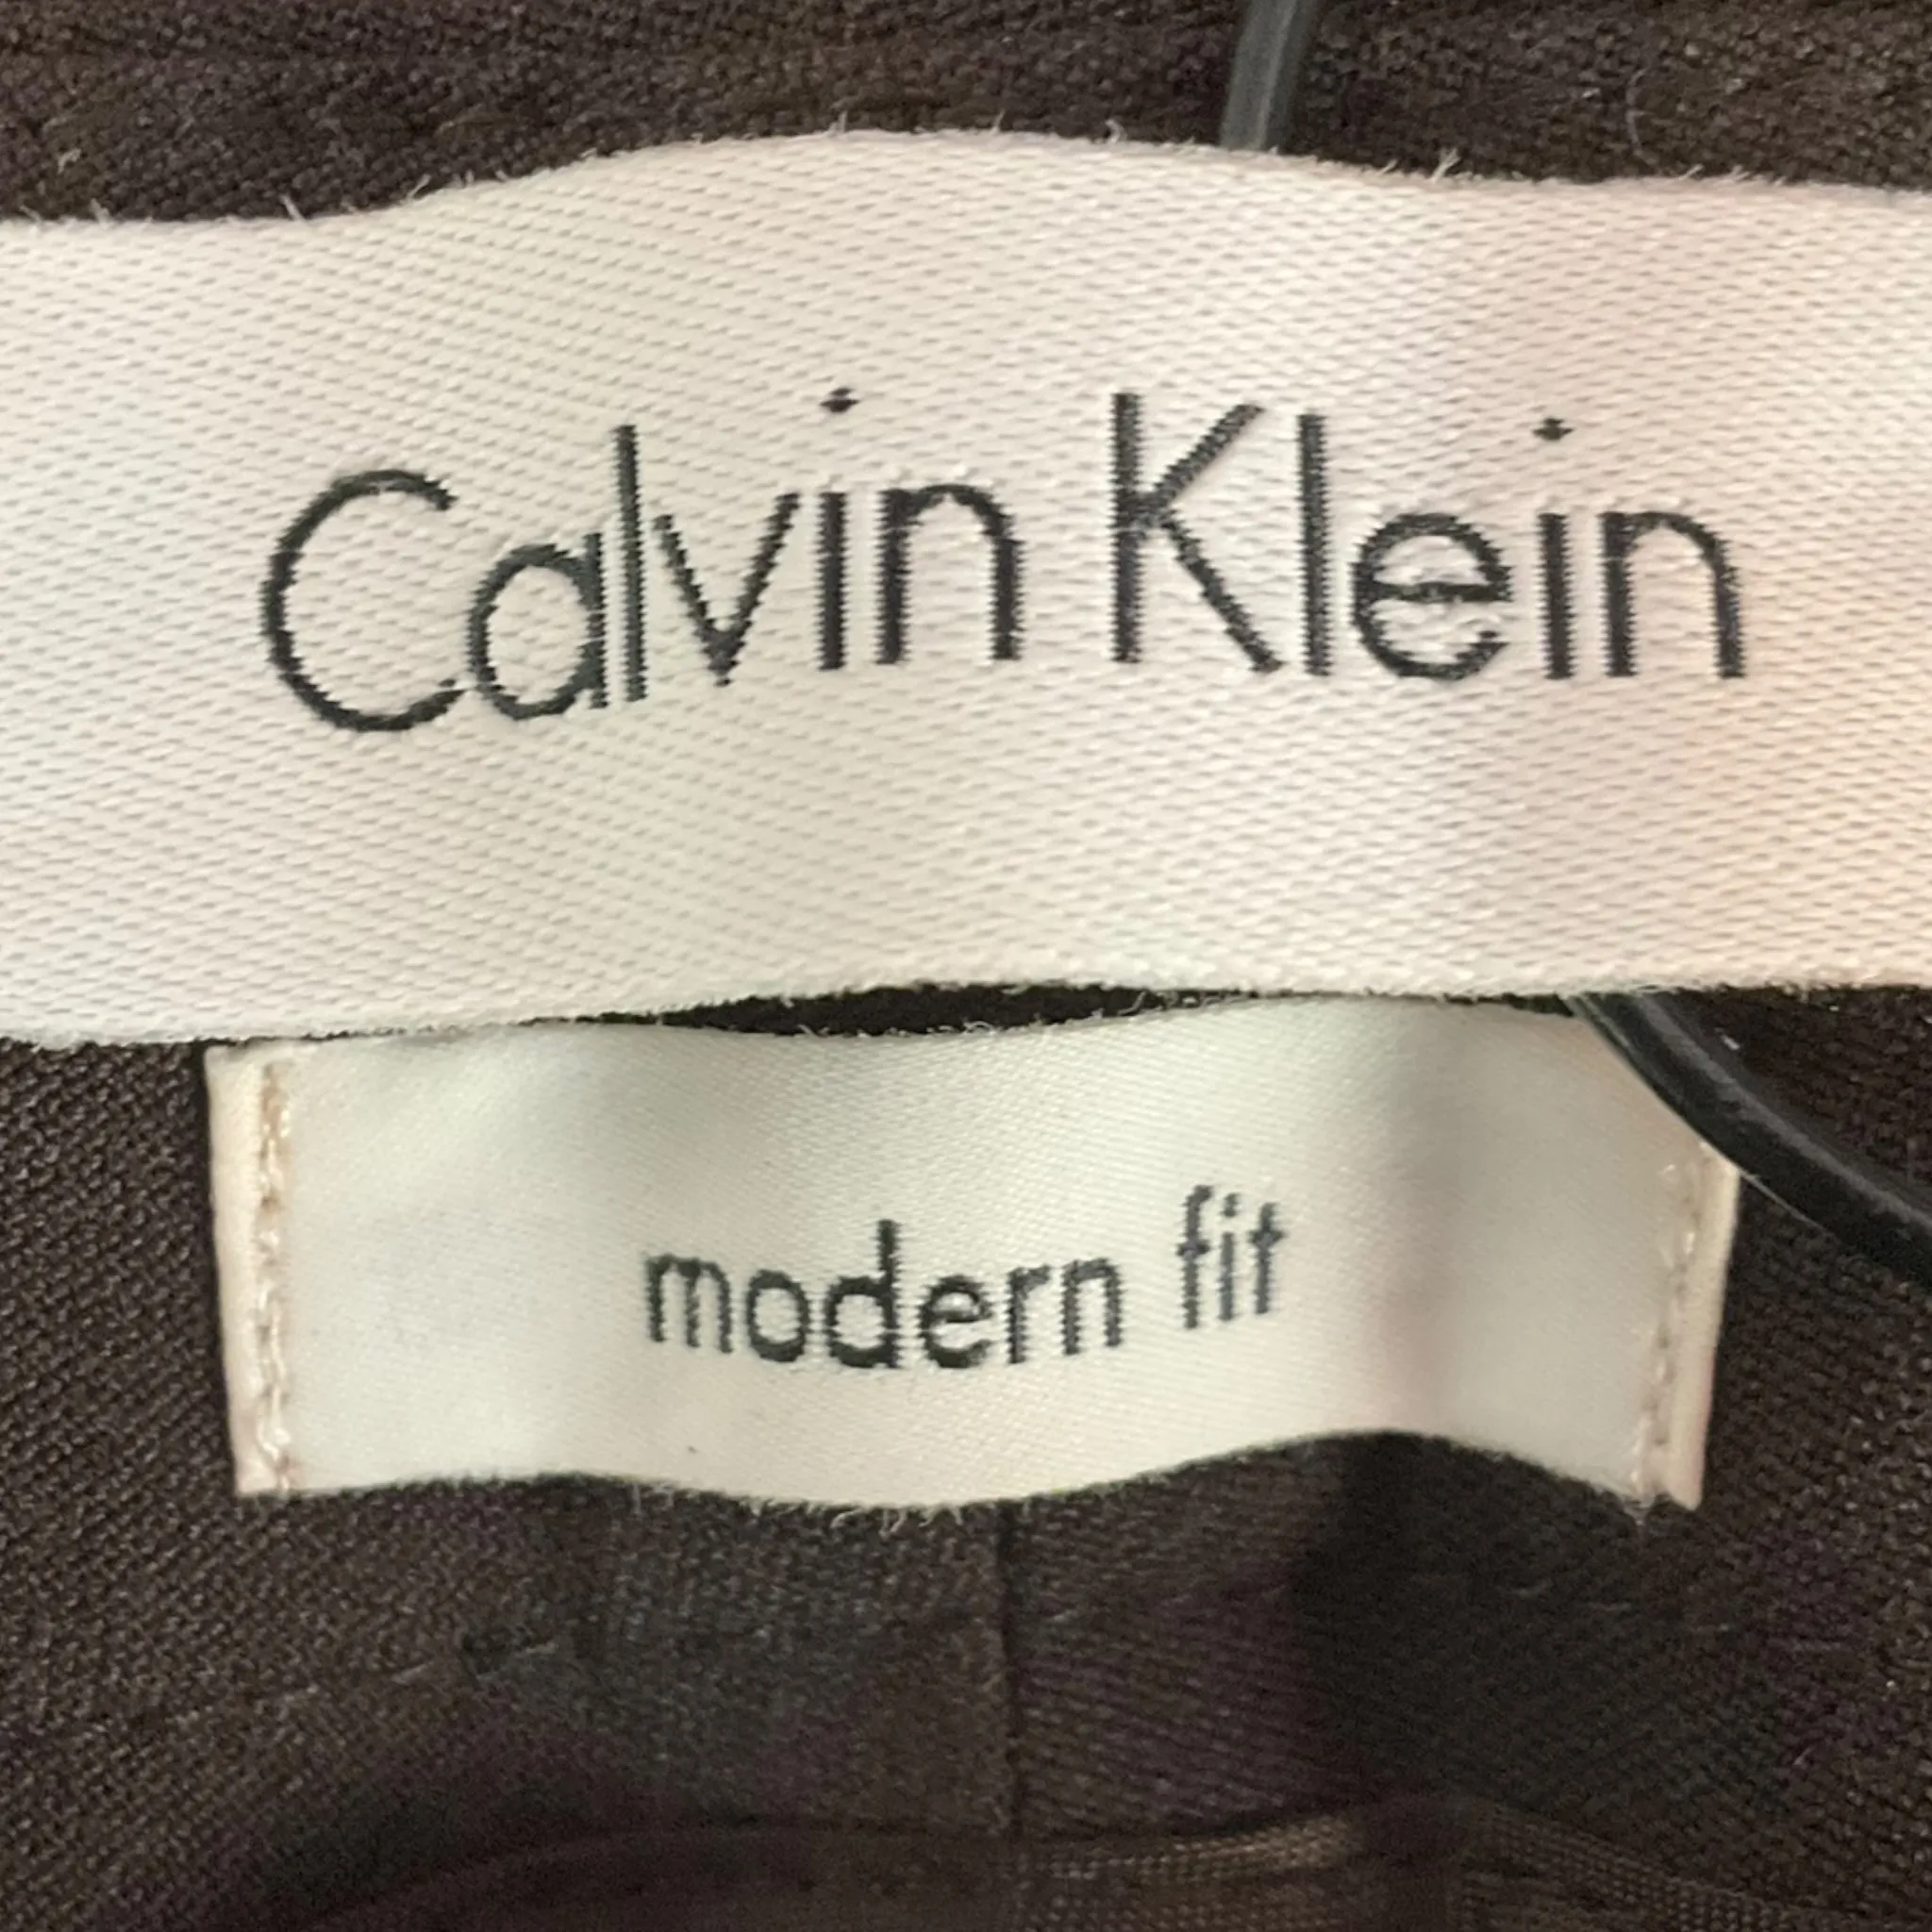 Calvin Klein
modern fit